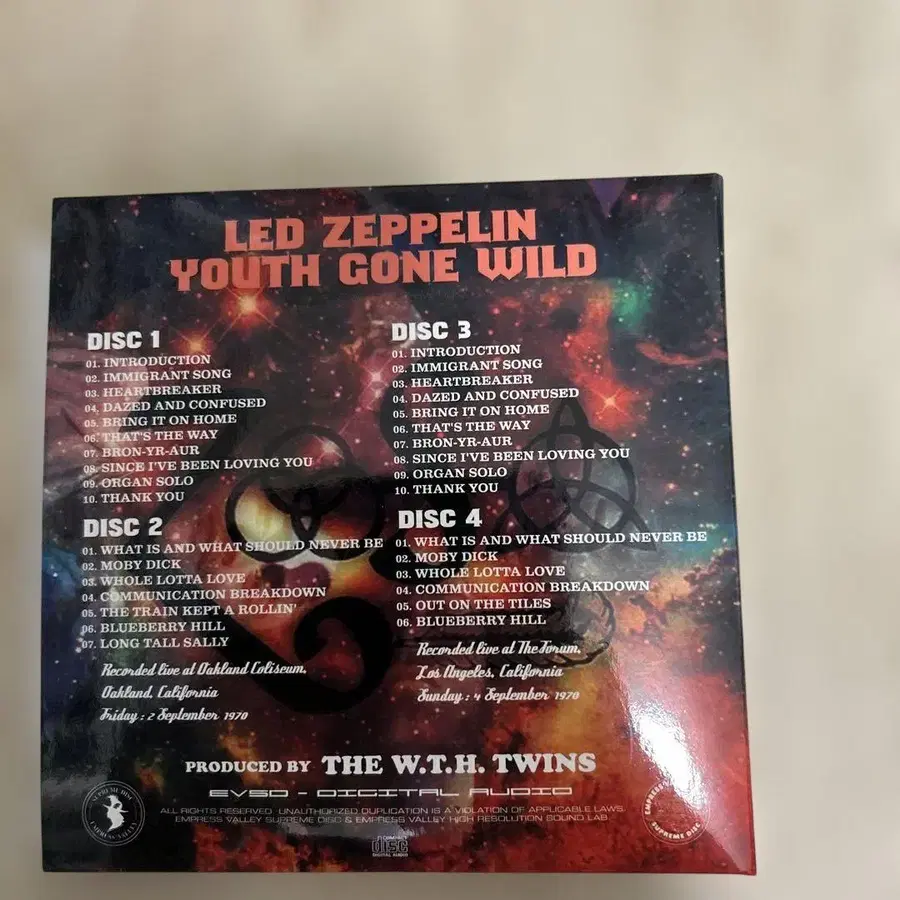 LED ZEPPELIN
YOUTH GONE WILD
DISC 1
01. INTRODUCTION
02. IMMIGRANT SONG
03. HEARTBREAKER
04. DAZED AND CONFUSED
05. BRING IT ON HOME
06. THAT'S THE WAY
07. BRON-YR-AUR
08. SINCE I'VE BEEN LOVING YOU
09. ORGAN SOLO
10. THANK YOU
DISC 2
01. WHAT IS AND WHAT SHOULD NEVER BE
02. MOBY DICK
03. WHOLE LOTTA LOVE
04. COMMUNICATION BREAKDOWN
05. THE TRAIN KEPT A ROLLIN'
06. BLUEBERRY HILL
07. LONG TALL SALLY
Recorded live at Oakland Coliseum,
Oakland, California
Friday : 2 September 1970
DISC 3
01. INTRODUCTION
02. IMMIGRANT SONG
03. HEARTBREAKER
04. DAZED AND CONFUSED
05. BRING IT ON HOME
06. THAT'S THE WAY
07. BRON-YR-AUR
08. SINCE I'VE BEEN LOVING YOU
09. ORGAN SOLO
10. THANK YOU
DISC 4
01. WHAT IS AND WHAT SHOULD NEVER BE
02. MOBY DICK
03. WHOLE LOTTA LOVE
04. COMMUNICATION BREAKDOWN
05. OUT ON THE TILES
06. BLUEBERRY HILL
Recorded live at The Forum,
Los Angeles, California
Sunday : 4 September 1970
PRODUCED BY THE W.T.H. TWINS
EVSD - DIGITAL AUDIO
ALL RIGHTS RESERVED. UNAUTHORIZED DUPLICATION IS A VIOLATION OF APPLICABLE LAWS.
EMPRESS VALLEY SUPREME DISC & EMPRESS VALLEY HIGH RESOLUTION SOUND LAB
SUPREME DISC
EMPRESS VALLEY
SUPREME DISC
COMPACT
disc
DIGITAL AUDIO